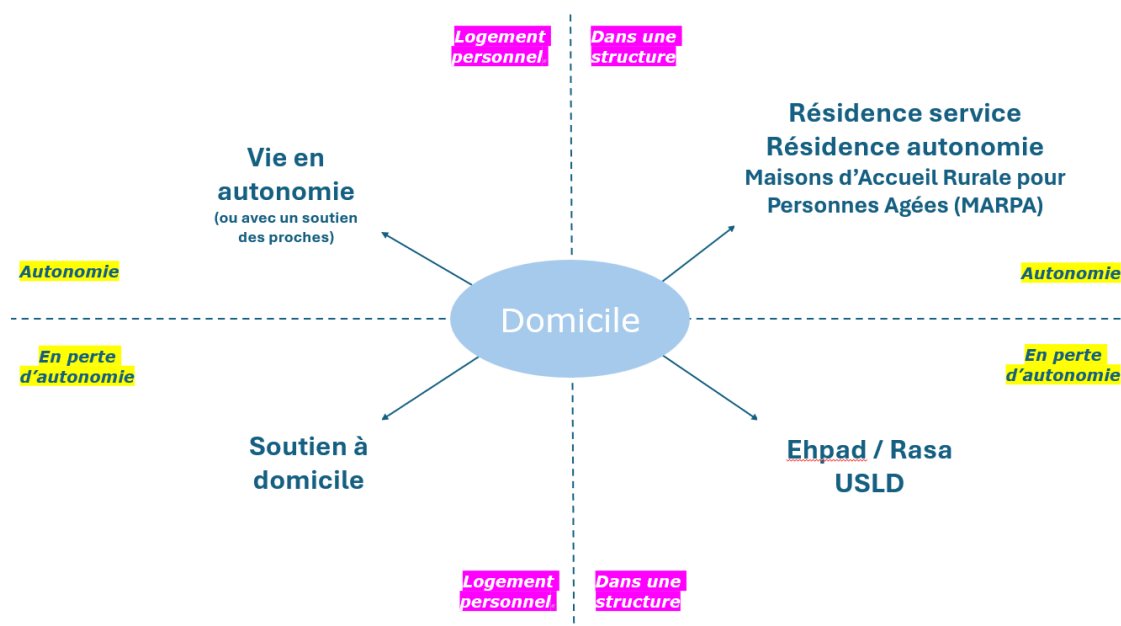 Logement
personnel.
Dans une
structure
Résidence service
Résidence autonomie
Maisons d’Accueil Rurale pour
Personnes Agées (MARPA)
Vie en
autonomie
(ou avec un soutien
des proches)
Autonomie
Autonomie
Domicile
En perte
d’autonomie
En perte
d’autonomie
Soutien à
domicile
Ehpad / Rasa
USLD
Logement
personnel.
Dans une
structure